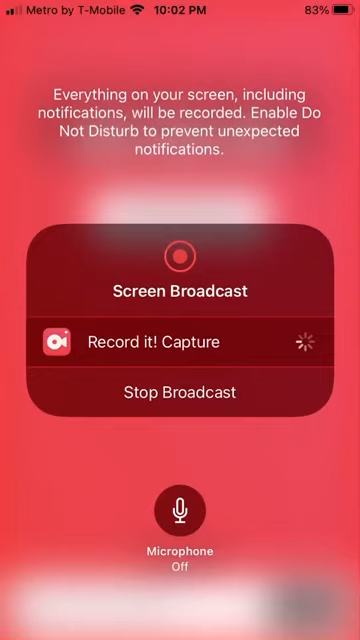 Metro by T-Mobile 10:02 PM 83%
Everything on your screen, including
notifications, will be recorded. Enable Do
Not Disturb to prevent unexpected
notifications.
Screen Broadcast
Record it! Capture
Stop Broadcast
Microphone
Off